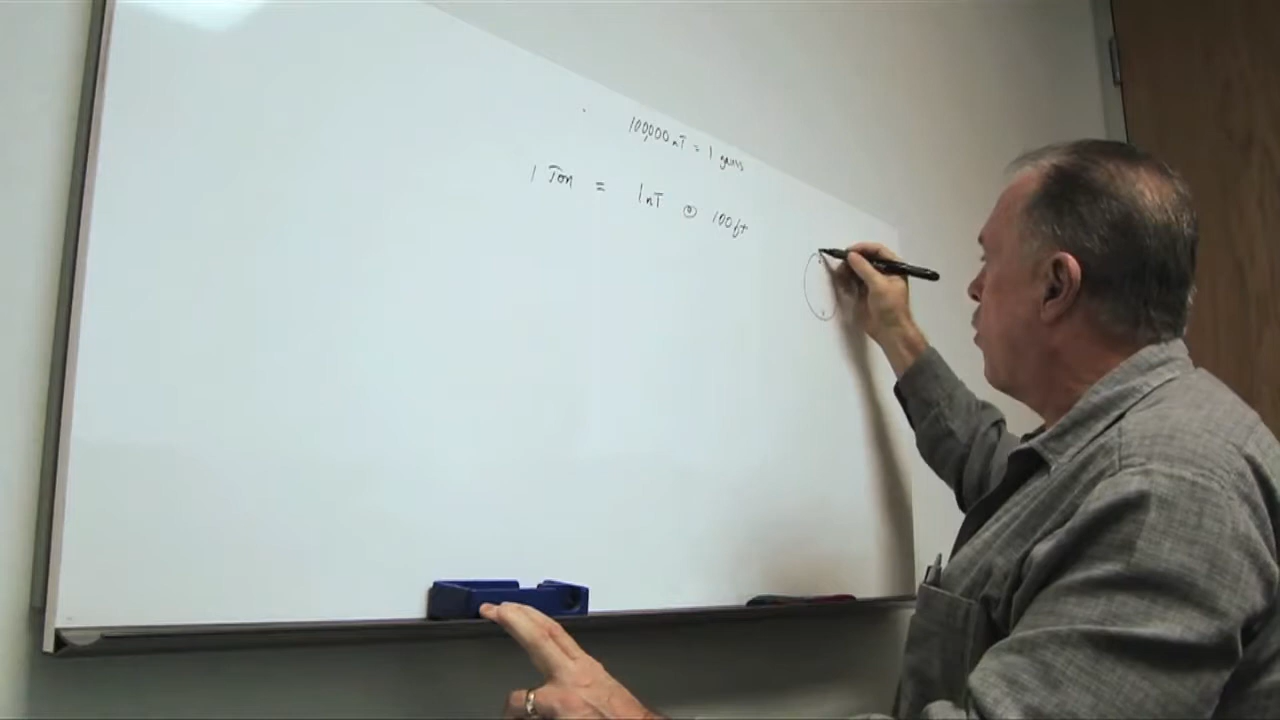 100,000 nT = 1 gauss
1 Ton = 1nT @ 100ft